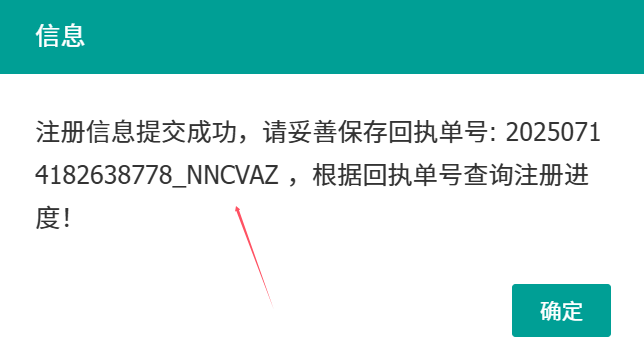 信息
注册信息提交成功，请妥善保存回执单号: 2025071
4182638778_NNCVAZ ，根据回执单号查询注册进
度！
确定